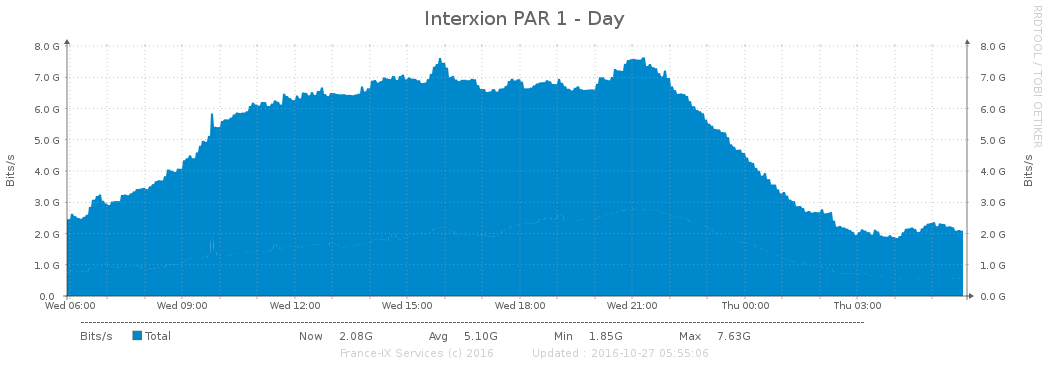 Interxion PAR 1 - Day
RRDTOOL / TOBI OETIKER
Bits/s
8.0 G
7.0 G
6.0 G
5.0 G
4.0 G
3.0 G
2.0 G
1.0 G
0.0
8.0 G
7.0 G
6.0 G
5.0 G
4.0 G
3.0 G
2.0 G
1.0 G
0.0 G
Bits/s
Wed 06:00 Wed 09:00 Wed 12:00 Wed 15:00 Wed 18:00 Wed 21:00 Thu 00:00 Thu 03:00
Bits/s Total Now 2.08G Avg 5.10G Min 1.85G Max 7.63G
France-IX Services (c) 2016 Updated : 2016-10-27 05:55:06